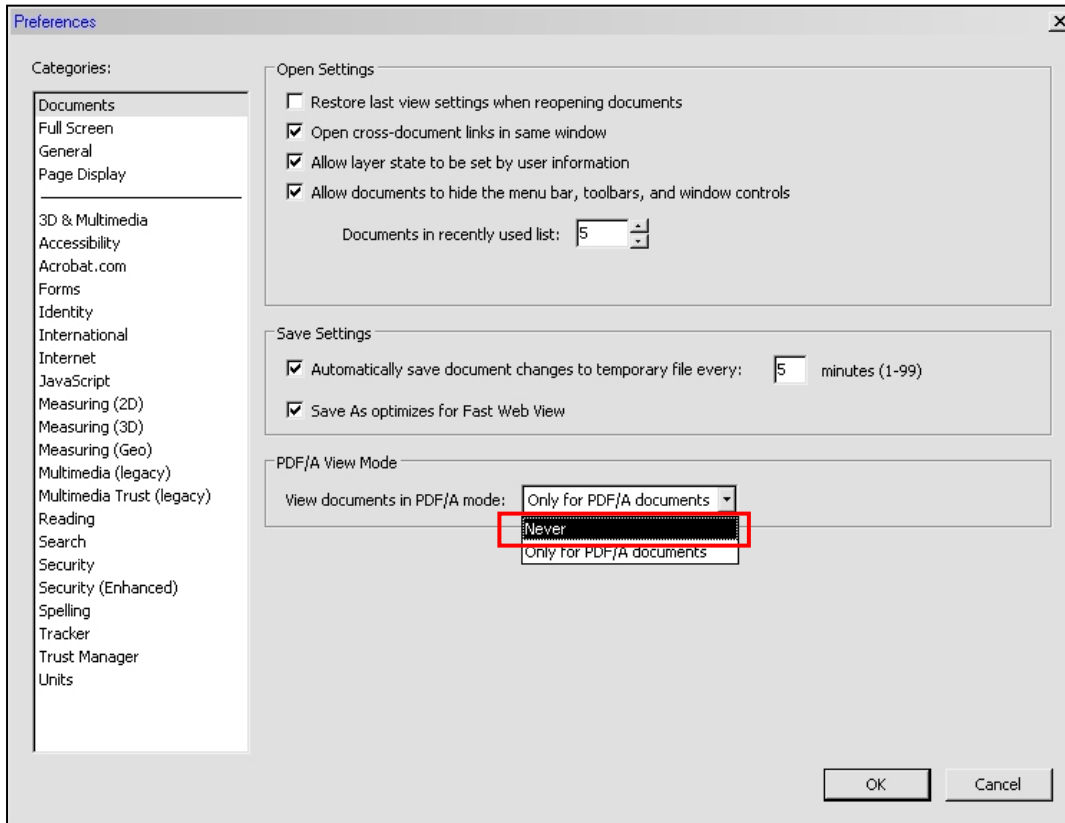 Preferences
Categories:
Documents
Full Screen
General
Page Display
3D & Multimedia
Accessibility
Acrobat.com
Forms
Identity
International
Internet
JavaScript
Measuring (2D)
Measuring (3D)
Measuring (Geo)
Multimedia (legacy)
Multimedia Trust (legacy)
Reading
Search
Security
Security (Enhanced)
Spelling
Tracker
Trust Manager
Units
Open Settings
Restore last view settings when reopening documents
Open cross-document links in same window
Allow layer state to be set by user information
Allow documents to hide the menu bar, toolbars, and window controls
Documents in recently used list: 5
Save Settings
Automatically save document changes to temporary file every: 5 minutes (1-99)
Save As optimizes for Fast Web View
PDF/A View Mode
View documents in PDF/A mode: Only for PDF/A documents
Never
Only for PDF/A documents
OK Cancel